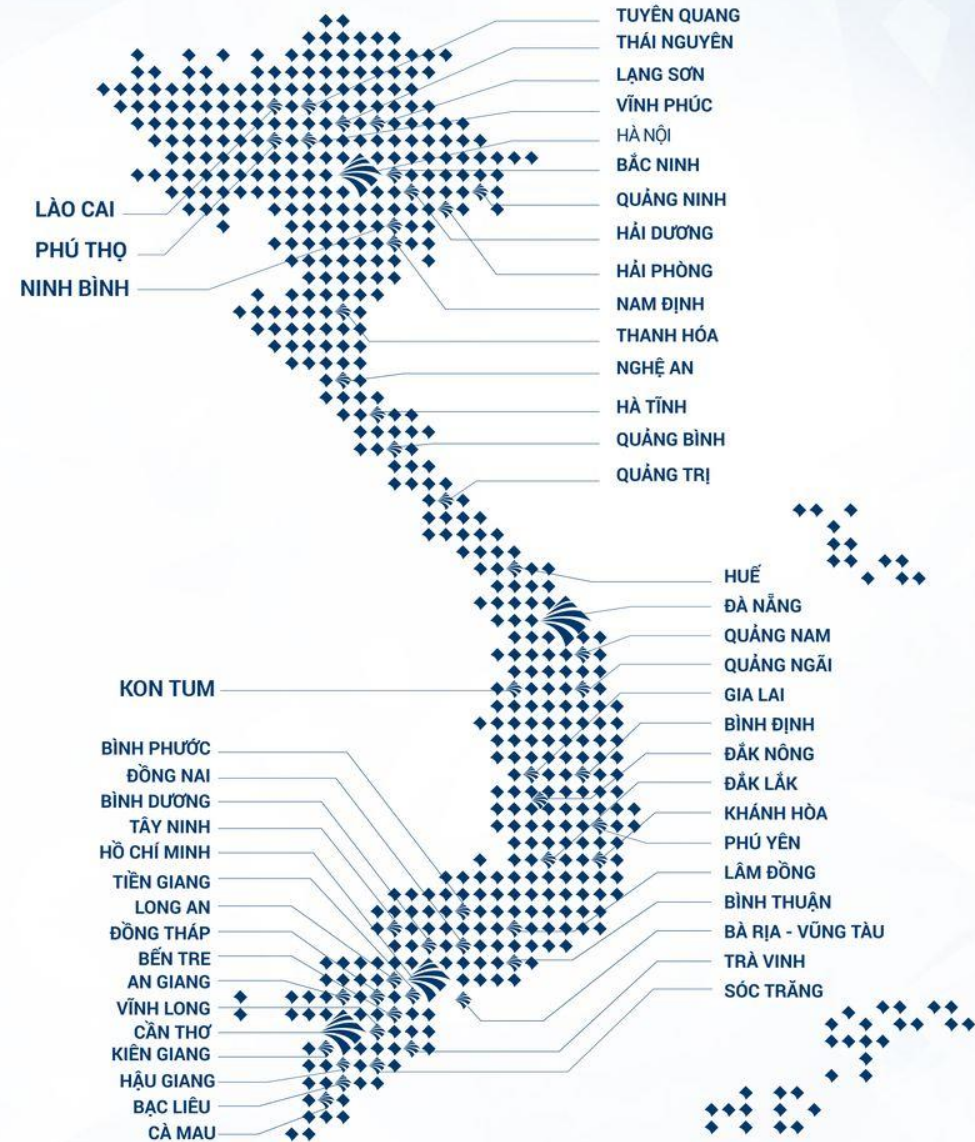 TUYÊN QUANG
THÁI NGUYÊN
LẠNG SƠN
VĨNH PHÚC
HÀ NỘI
BẮC NINH
QUẢNG NINH
HẢI DƯƠNG
HẢI PHÒNG
NAM ĐỊNH
THANH HÓA
NGHỆ AN
HÀ TĨNH
QUẢNG BÌNH
QUẢNG TRỊ
LÀO CAI
PHÚ THỌ
NINH BÌNH
HUẾ
ĐÀ NẴNG
QUẢNG NAM
QUẢNG NGÃI
GIA LAI
BÌNH ĐỊNH
ĐẮK NÔNG
ĐẮK LẮK
KHÁNH HÒA
PHÚ YÊN
LÂM ĐỒNG
BÌNH THUẬN
BÀ RỊA - VŨNG TÀU
TRÀ VINH
SÓC TRĂNG
KON TUM
BÌNH PHƯỚC
ĐỒNG NAI
BÌNH DƯƠNG
TÂY NINH
HỒ CHÍ MINH
TIỀN GIANG
LONG AN
ĐỒNG THÁP
BẾN TRE
AN GIANG
VĨNH LONG
CẦN THƠ
KIÊN GIANG
HẬU GIANG
BẠC LIÊU
CÀ MAU